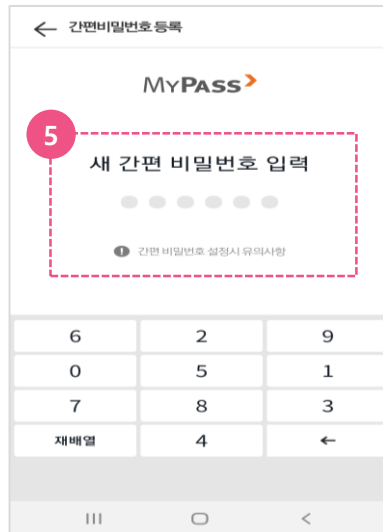 ← 간편비밀번호 등록
MYPASS>
5
새 간편 비밀번호 입력
! 간편 비밀번호 설정시 유의사항
6 2 9
0 5 1
7 8 3
재배열 4 ←